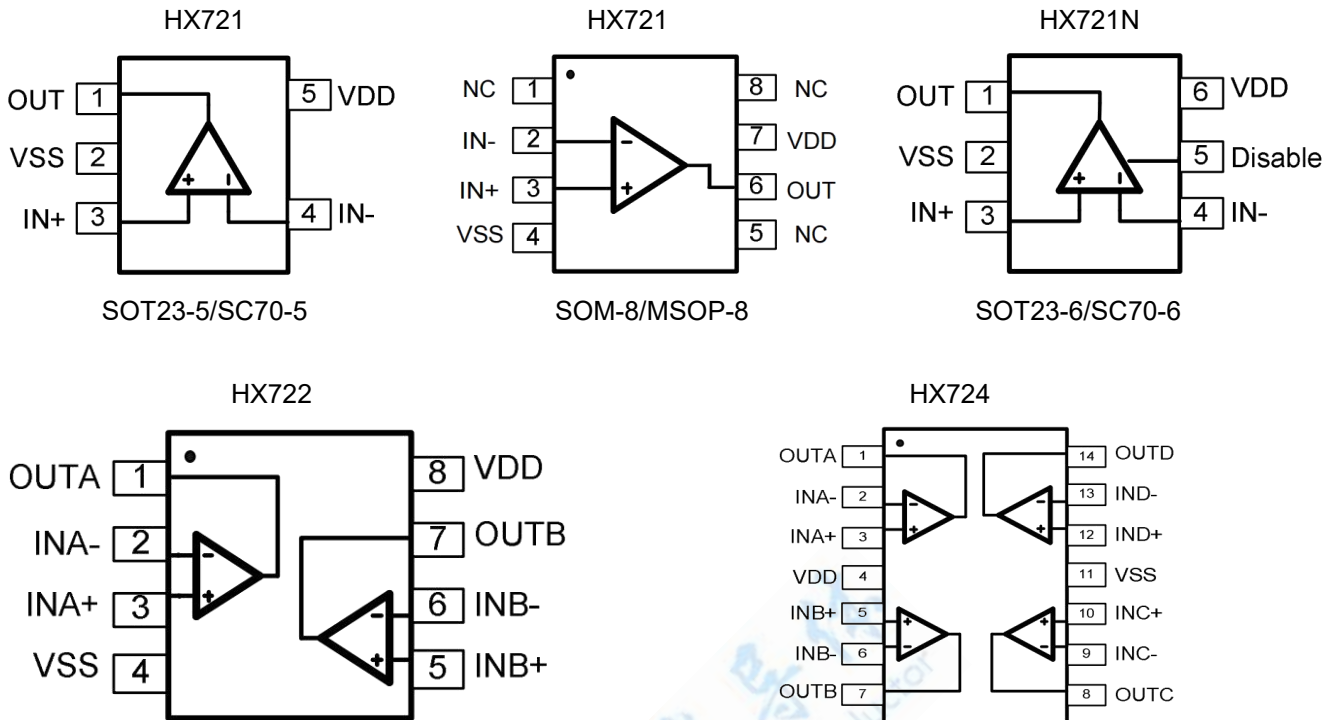 HX721
OUT 1
5 VDD
VSS 2
IN+ 3
4 IN-
+ -
SOT23-5/SC70-5
HX721
NC 1
8 NC
IN- 2
7 VDD
IN+ 3
6 OUT
VSS 4
5 NC
-
+
SOM-8/MSOP-8
HX721N
OUT 1
6 VDD
VSS 2
5 Disable
IN+ 3
4 IN-
+ -
SOT23-6/SC70-6
HX722
OUTA 1
8 VDD
INA- 2
7 OUTB
INA+ 3
6 INB-
VSS 4
5 INB+
-
+
-
+
HX724
OUTA 1
14 OUTD
INA- 2
13 IND-
INA+ 3
12 IND+
VDD 4
11 VSS
INB+ 5
10 INC+
INB- 6
9 INC-
OUTB 7
8 OUTC
-
+
-
+
+
-
+
-